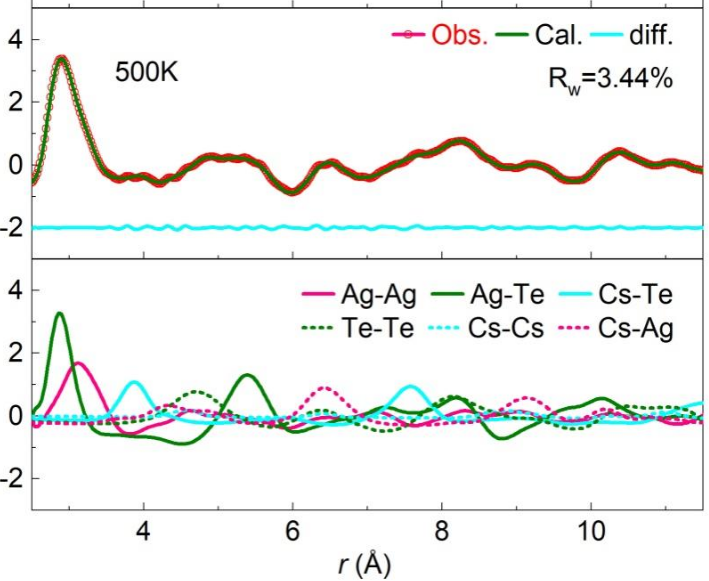 4
Obs. Cal. diff.
500K
R_w=3.44%
2
0
-2
4
Ag-Ag Ag-Te Cs-Te
Te-Te Cs-Cs Cs-Ag
2
0
-2
4 6 8 10
r (Å)